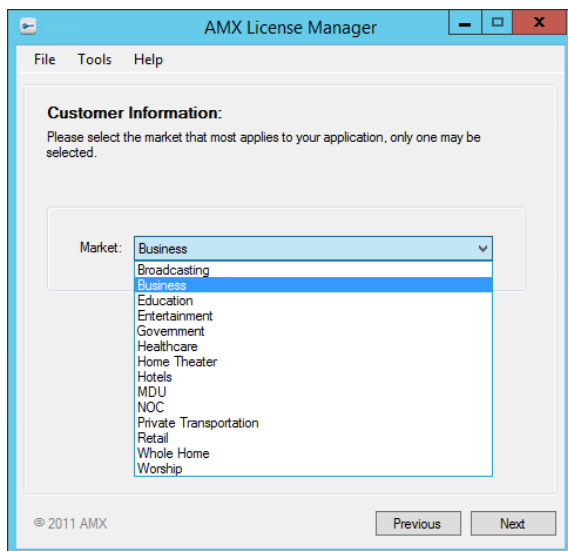 AMX License Manager
File Tools Help
Customer Information:
Please select the market that most applies to your application, only one may be
selected.
Market: Business
Broadcasting
Business
Education
Entertainment
Government
Healthcare
Home Theater
Hotels
MDU
NOC
Private Transportation
Retail
Whole Home
Worship
© 2011 AMX Previous Next